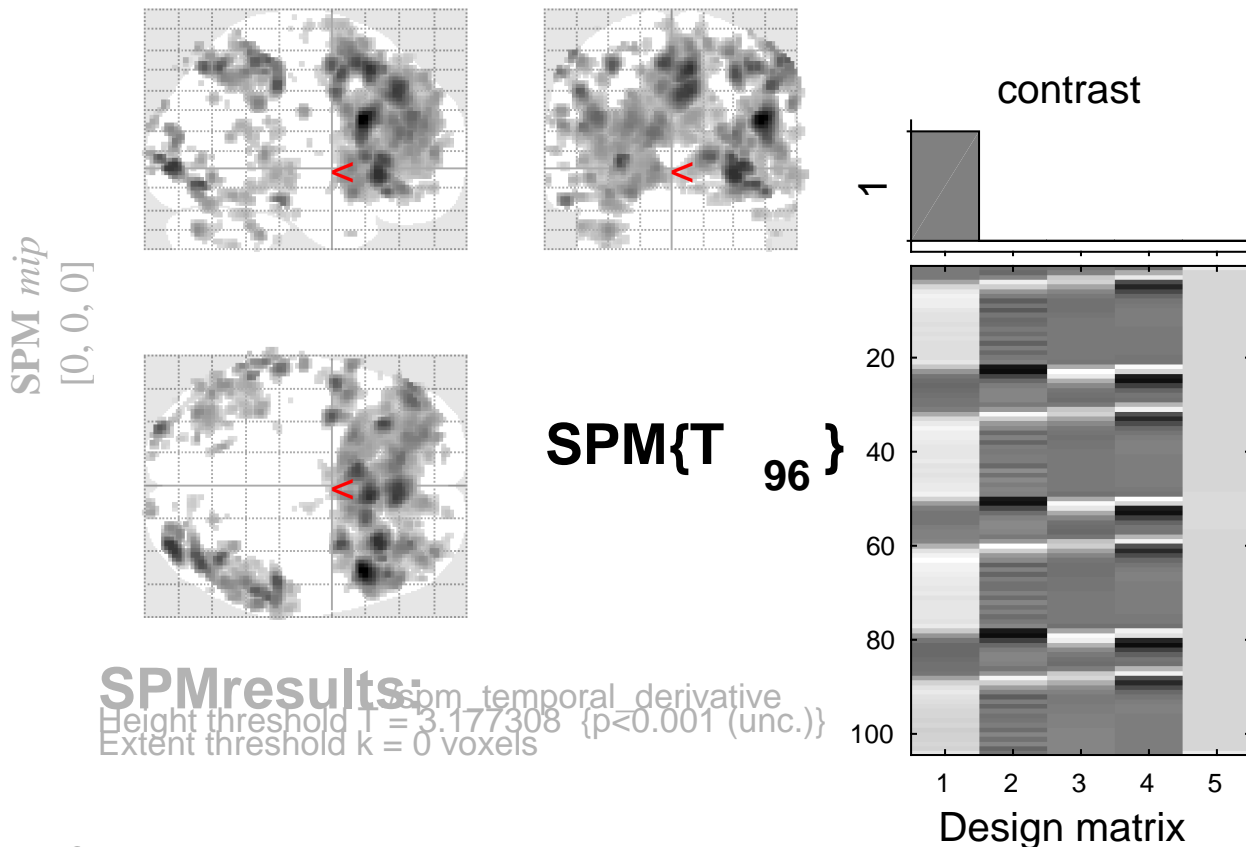 SPM mip
[0, 0, 0]
<
<
<
SPM{T 96 }
contrast
1
20
40
60
80
100
1 2 3 4 5
Design matrix
SPMresults: ./spm_temporal_derivative
Height threshold T = 3.177308 {p<0.001 (unc.)}
Extent threshold k = 0 voxels